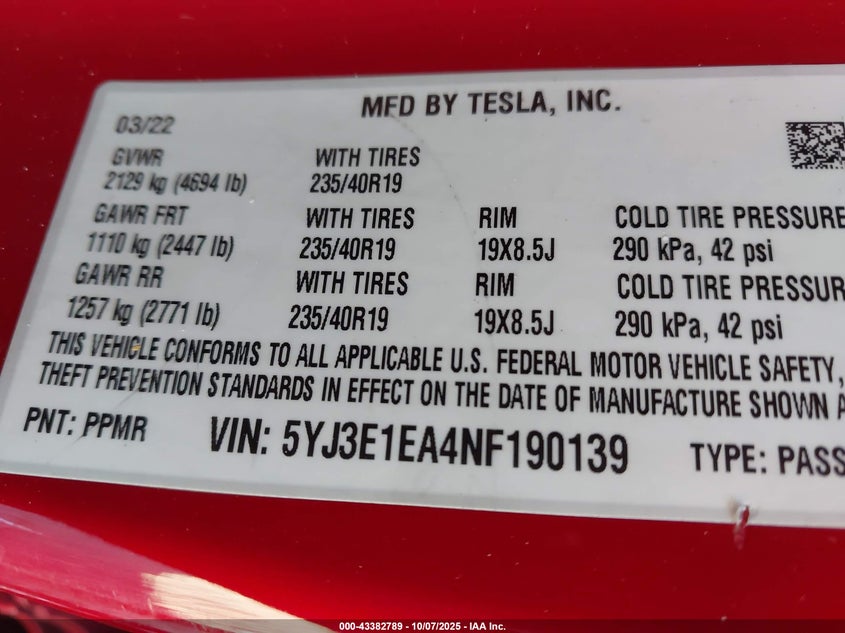 MFD BY TESLA, INC.
03/22
GVWR WITH TIRES
2129 kg (4694 lb) 235/40R19
GAWR FRT WITH TIRES RIM COLD TIRE PRESSURE
1110 kg (2447 lb) 235/40R19 19X8.5J 290 kPa, 42 psi
GAWR RR WITH TIRES RIM COLD TIRE PRESSUR
1257 kg (2771 lb) 235/40R19 19X8.5J 290 kPa, 42 psi
THIS VEHICLE CONFORMS TO ALL APPLICABLE U.S. FEDERAL MOTOR VEHICLE SAFETY,
THEFT PREVENTION STANDARDS IN EFFECT ON THE DATE OF MANUFACTURE SHOWN A
PNT: PPMR VIN: 5YJ3E1EA4NF190139 TYPE: PASS
000-43382789 - 10/07/2025 - IAA Inc.